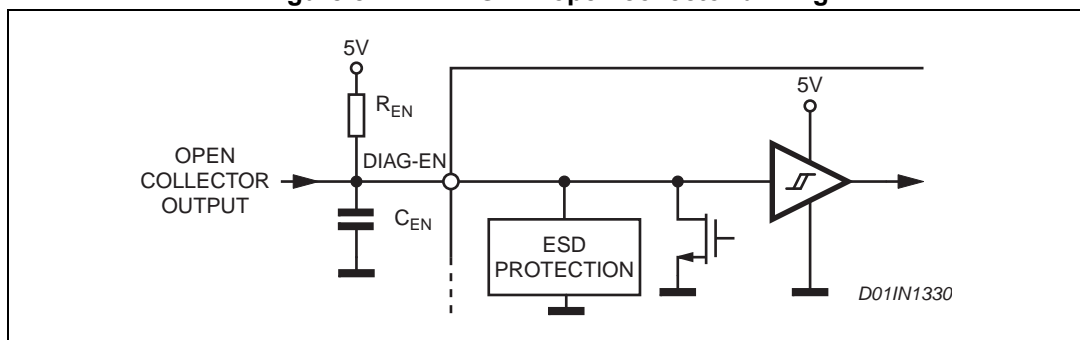 5V
R_EN
5V
OPEN
COLLECTOR
OUTPUT
DIAG-EN
C_EN
ESD
PROTECTION
D01IN1330